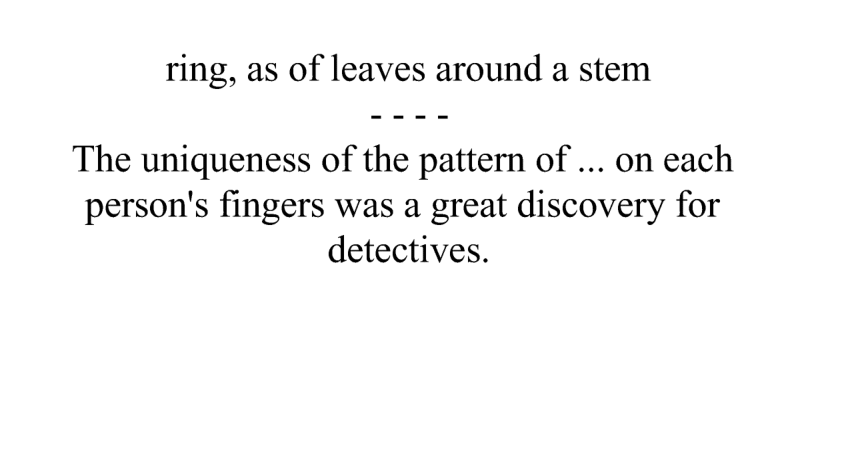 ring, as of leaves around a stem
- - - -
The uniqueness of the pattern of ... on each
person's fingers was a great discovery for
detectives.